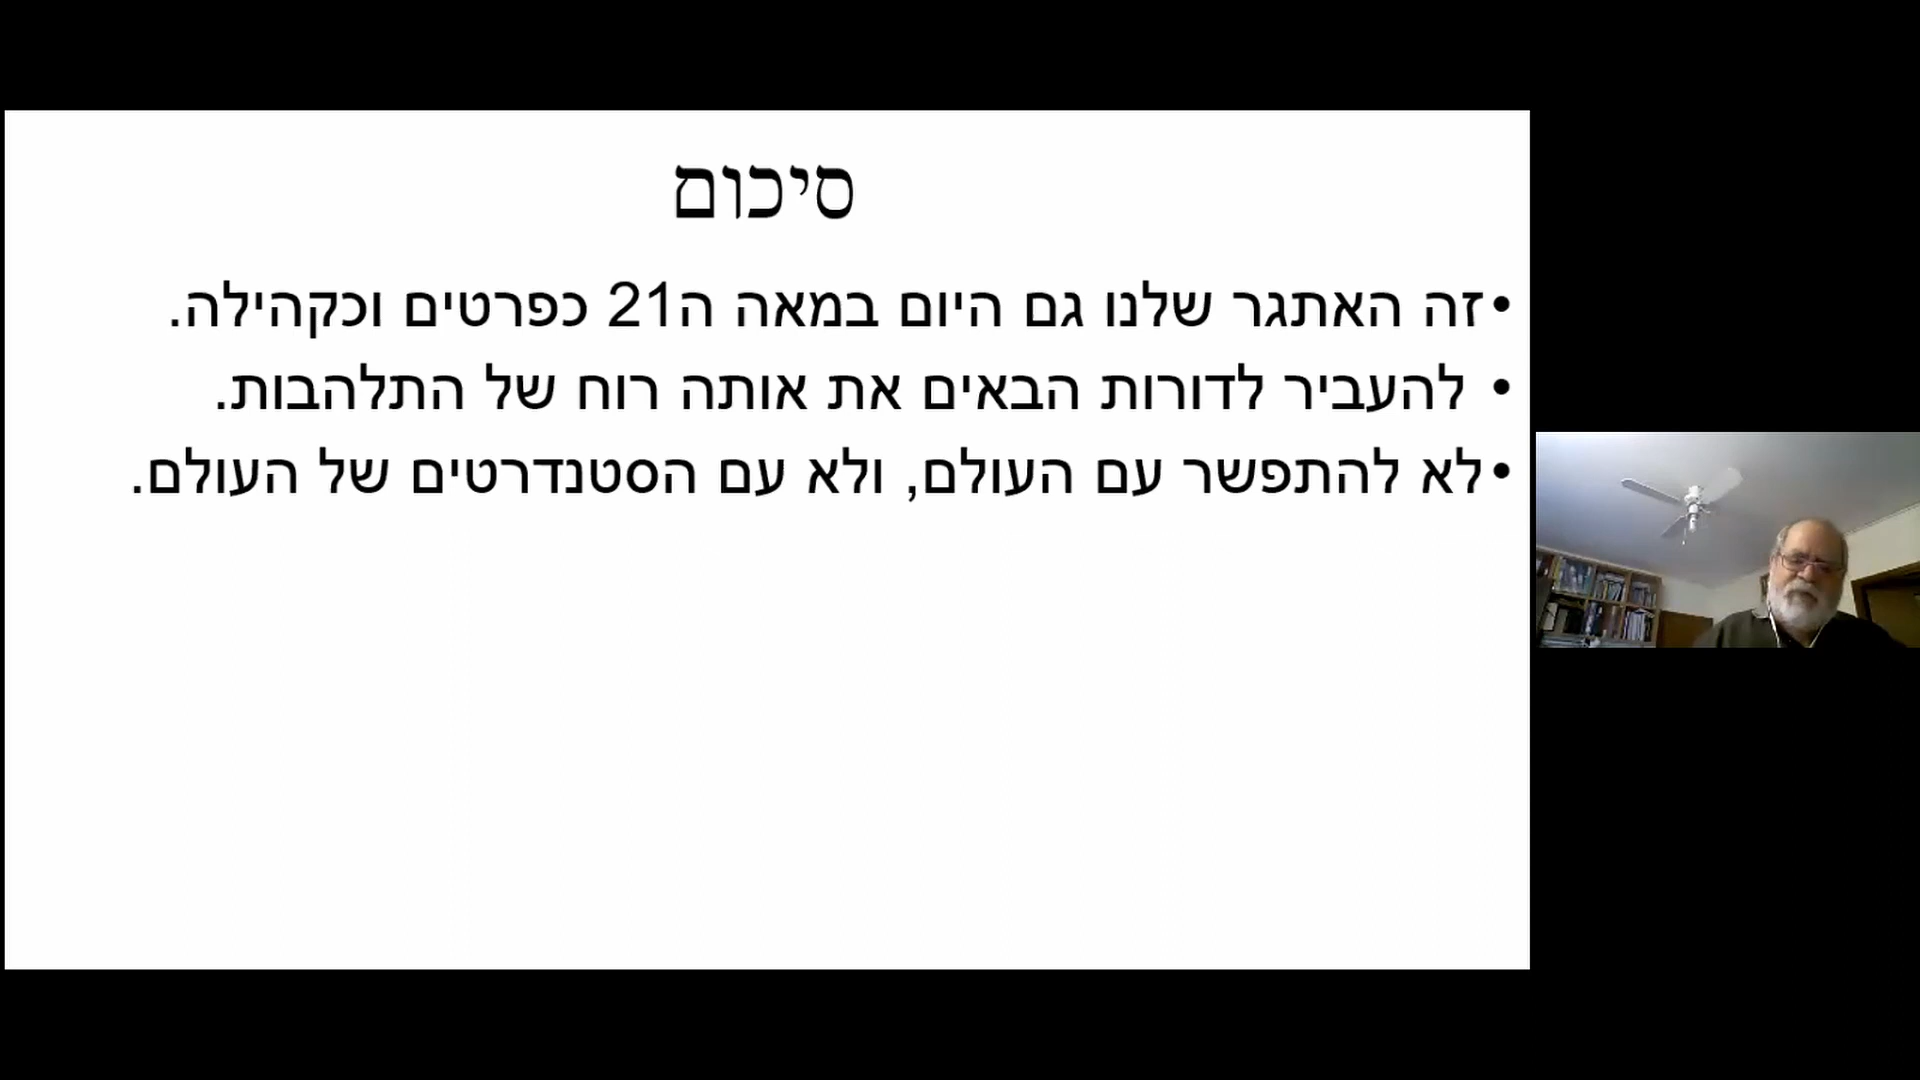 סיכום
•זה האתגר שלנו גם היום במאה ה21 כפרטים וכקהילה.
• להעביר לדורות הבאים את אותה רוח של התלהבות.
•לא להתפשר עם העולם, ולא עם הסטנדרטים של העולם.